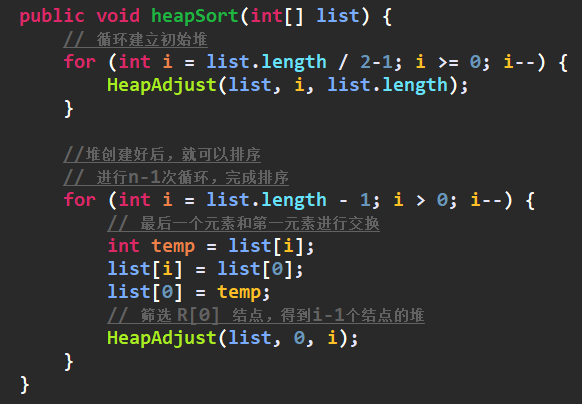 public void heapSort(int[] list) {
// 循环建立初始堆
for (int i = list.length / 2-1; i >= 0; i--) {
HeapAdjust(list, i, list.length);
}
//堆创建好后，就可以排序
// 进行n-1次循环，完成排序
for (int i = list.length - 1; i > 0; i--) {
// 最后一个元素和第一元素进行交换
int temp = list[i];
list[i] = list[0];
list[0] = temp;
// 筛选 R[0] 结点，得到i-1个结点的堆
HeapAdjust(list, 0, i);
}
}